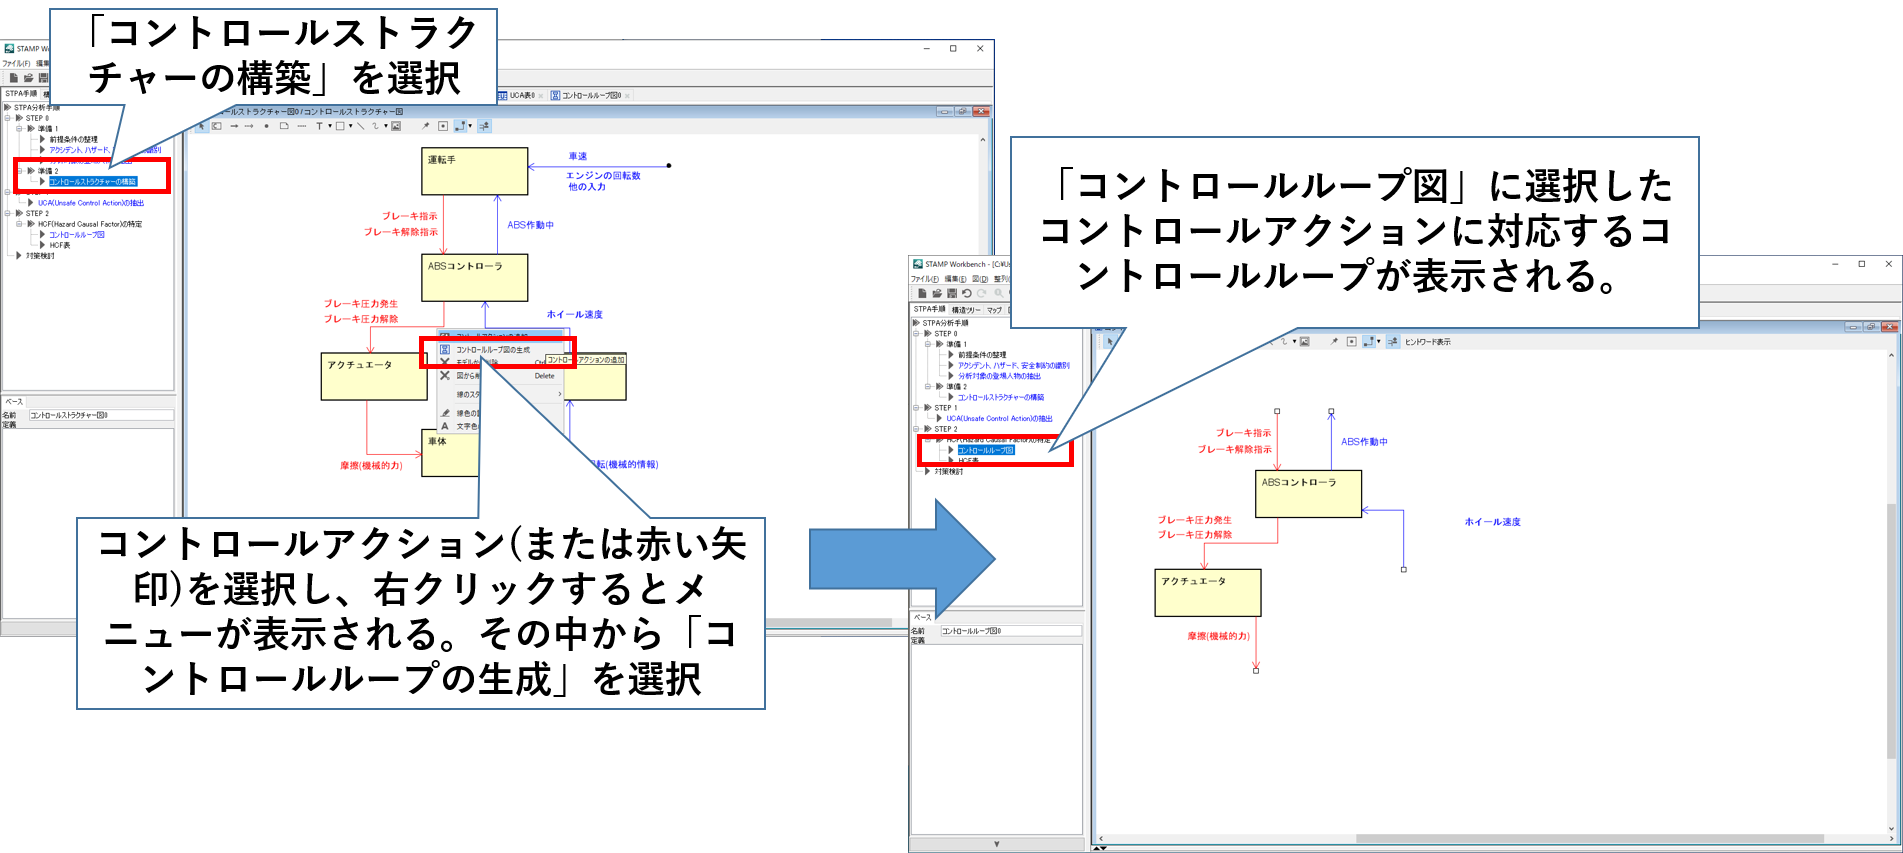 「コントロールストラク
チャーの構築」を選択
STAMP W
ファイル(F) 編集
STPA手順 構
STPA分析手順
STEP 0
準備 1
前提条件の整理
アクシデント、ハザード、
準備 2
コントロールストラクチャーの構築
UCA(Unsafe Control Action)の抽出
STEP 2
HCF(Hazard Causal Factor)の特定
コントロールループ図
HCF表
対策検討
ベース
名前 コントロールストラクチャー図0
定義
UCA表0
コントロールループ図0
ールストラクチャー図0 / コントロールストラクチャー図
運転手
車速
エンジンの回転数
他の入力
ブレーキ指示
ブレーキ解除指示
ABS作動中
ABSコントローラ
ブレーキ圧力発生
ブレーキ圧力解除
ホイール速度
アクチュエータ
コントロールループ図の生成
コントロールアクションの追加
図から削
Delete
線のスタ
線色の
文字色
車体
摩擦(機械的力)
転(機械的情報)
コントロールアクション(または赤い矢
印)を選択し、右クリックするとメ
ニューが表示される。その中から「コ
ントロールループの生成」を選択
「コントロールループ図」に選択した
コントロールアクションに対応するコ
ントロールループが表示される。
STAMP Workbench - [C:¥Us
ファイル(F) 編集(E) 図(D) 整列
STPA手順 構造ツリー マップ
STPA分析手順
STEP 0
準備 1
前提条件の整理
アクシデント、ハザード、安全制約の識別
分析対象の登場人物の抽出
準備 2
コントロールストラクチャーの構築
STEP 1
UCA(Unsafe Control Action)の抽出
STEP 2
HCF(Hazard Causal Factor)の特定
コントロールループ図
HCF表
対策検討
ベース
名前 コントロールループ図0
定義
ヒントワード表示
ブレーキ指示
ブレーキ解除指示
ABS作動中
ABSコントローラ
ブレーキ圧力発生
ブレーキ圧力解除
ホイール速度
アクチュエータ
摩擦(機械的力)